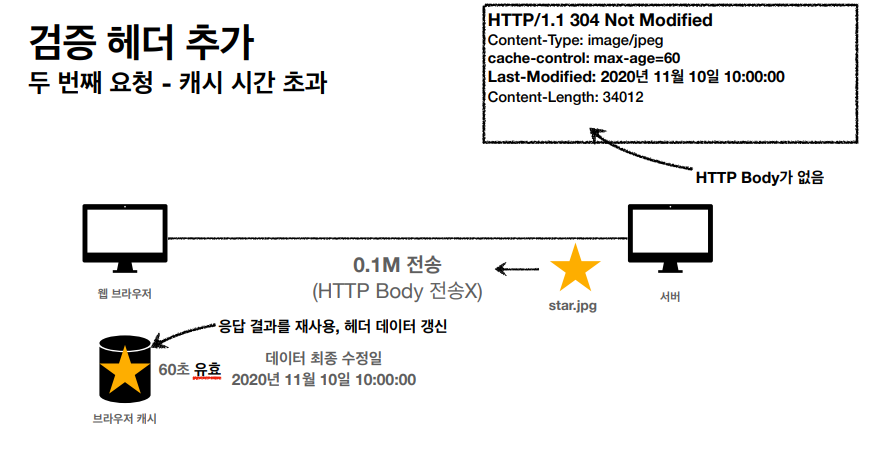 검증 헤더 추가
두 번째 요청 - 캐시 시간 초과
HTTP/1.1 304 Not Modified
Content-Type: image/jpeg
cache-control: max-age=60
Last-Modified: 2020년 11월 10일 10:00:00
Content-Length: 34012
HTTP Body가 없음
0.1M 전송
(HTTP Body 전송X)
star.jpg
웹 브라우저
서버
응답 결과를 재사용, 헤더 데이터 갱신
60초 유효
데이터 최종 수정일
2020년 11월 10일 10:00:00
브라우저 캐시